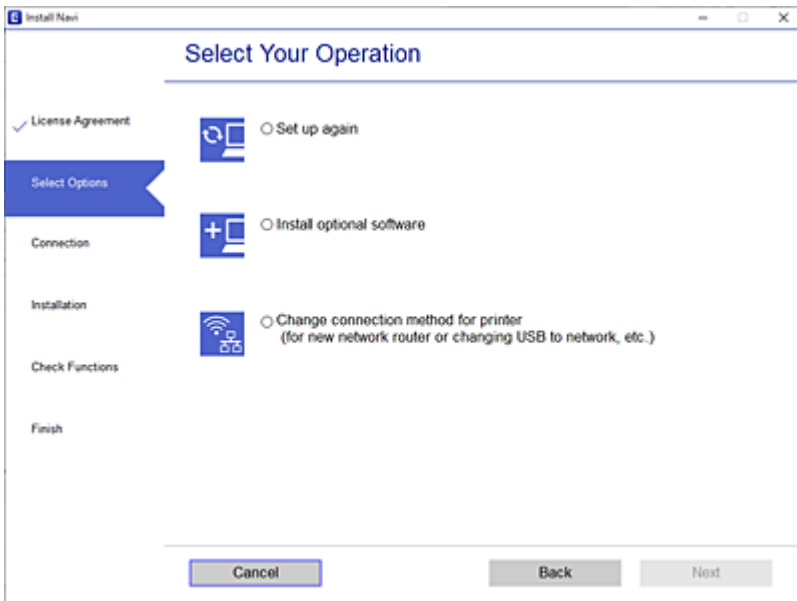 Install Navi
Select Your Operation
License Agreement
Select Options
Connection
Installation
Check Functions
Finish
Set up again
Install optional software
Change connection method for printer
(for new network router or changing USB to network, etc.)
Cancel
Back
Next